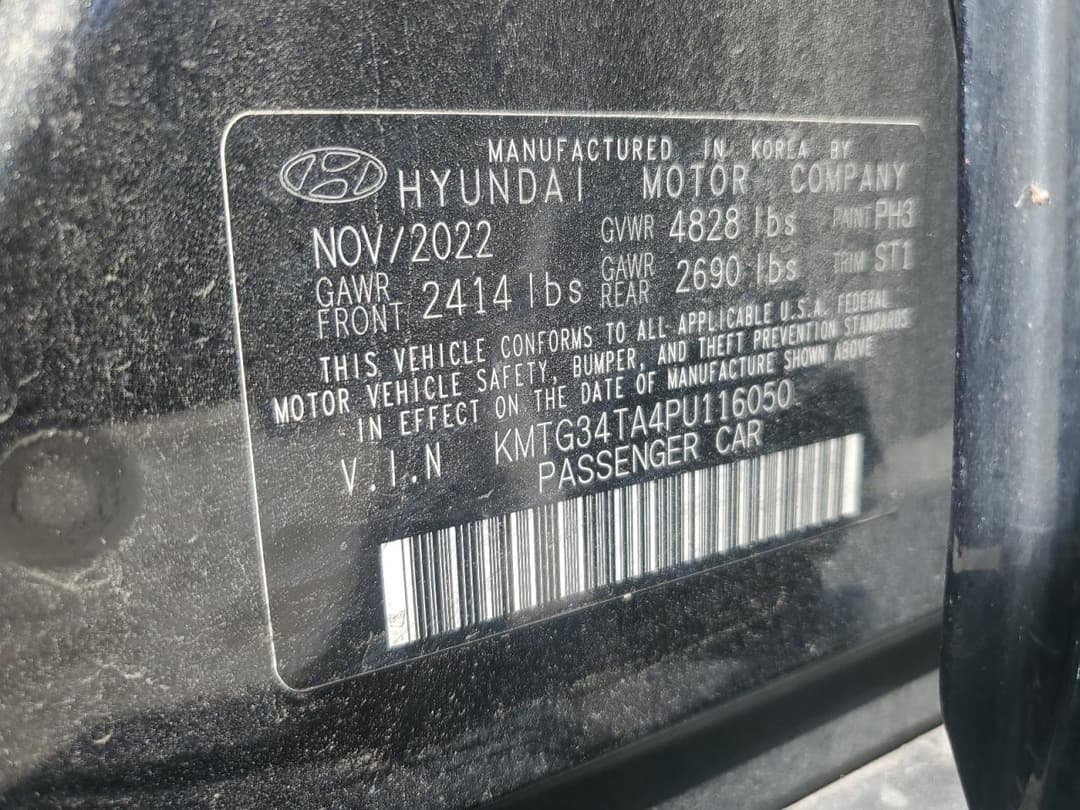 MANUFACTURED IN KOREA BY
HYUNDAI MOTOR COMPANY
NOV/2022 GVWR 4828 lbs PAINT PH3
GAWR FRONT 2414 lbs GAWR REAR 2690 lbs TRIM ST1
THIS VEHICLE CONFORMS TO ALL APPLICABLE U.S.A. FEDERAL
MOTOR VEHICLE SAFETY, BUMPER, AND THEFT PREVENTION STANDARDS
IN EFFECT ON THE DATE OF MANUFACTURE SHOWN ABOVE
V.I.N KMTG34TA4PU116050
PASSENGER CAR